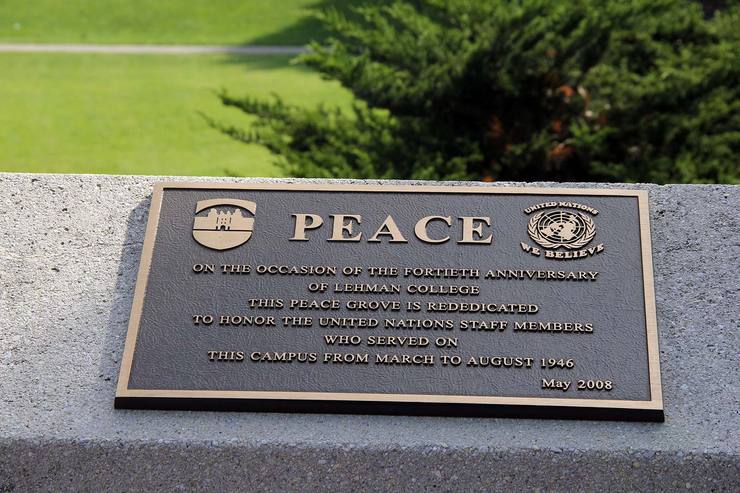 PEACE
UNITED NATIONS
WE BELIEVE
ON THE OCCASION OF THE FORTIETH ANNIVERSARY
OF LEHMAN COLLEGE
THIS PEACE GROVE IS REDEDICATED
TO HONOR THE UNITED NATIONS STAFF MEMBERS
WHO SERVED ON
THIS CAMPUS FROM MARCH TO AUGUST 1946
May 2008